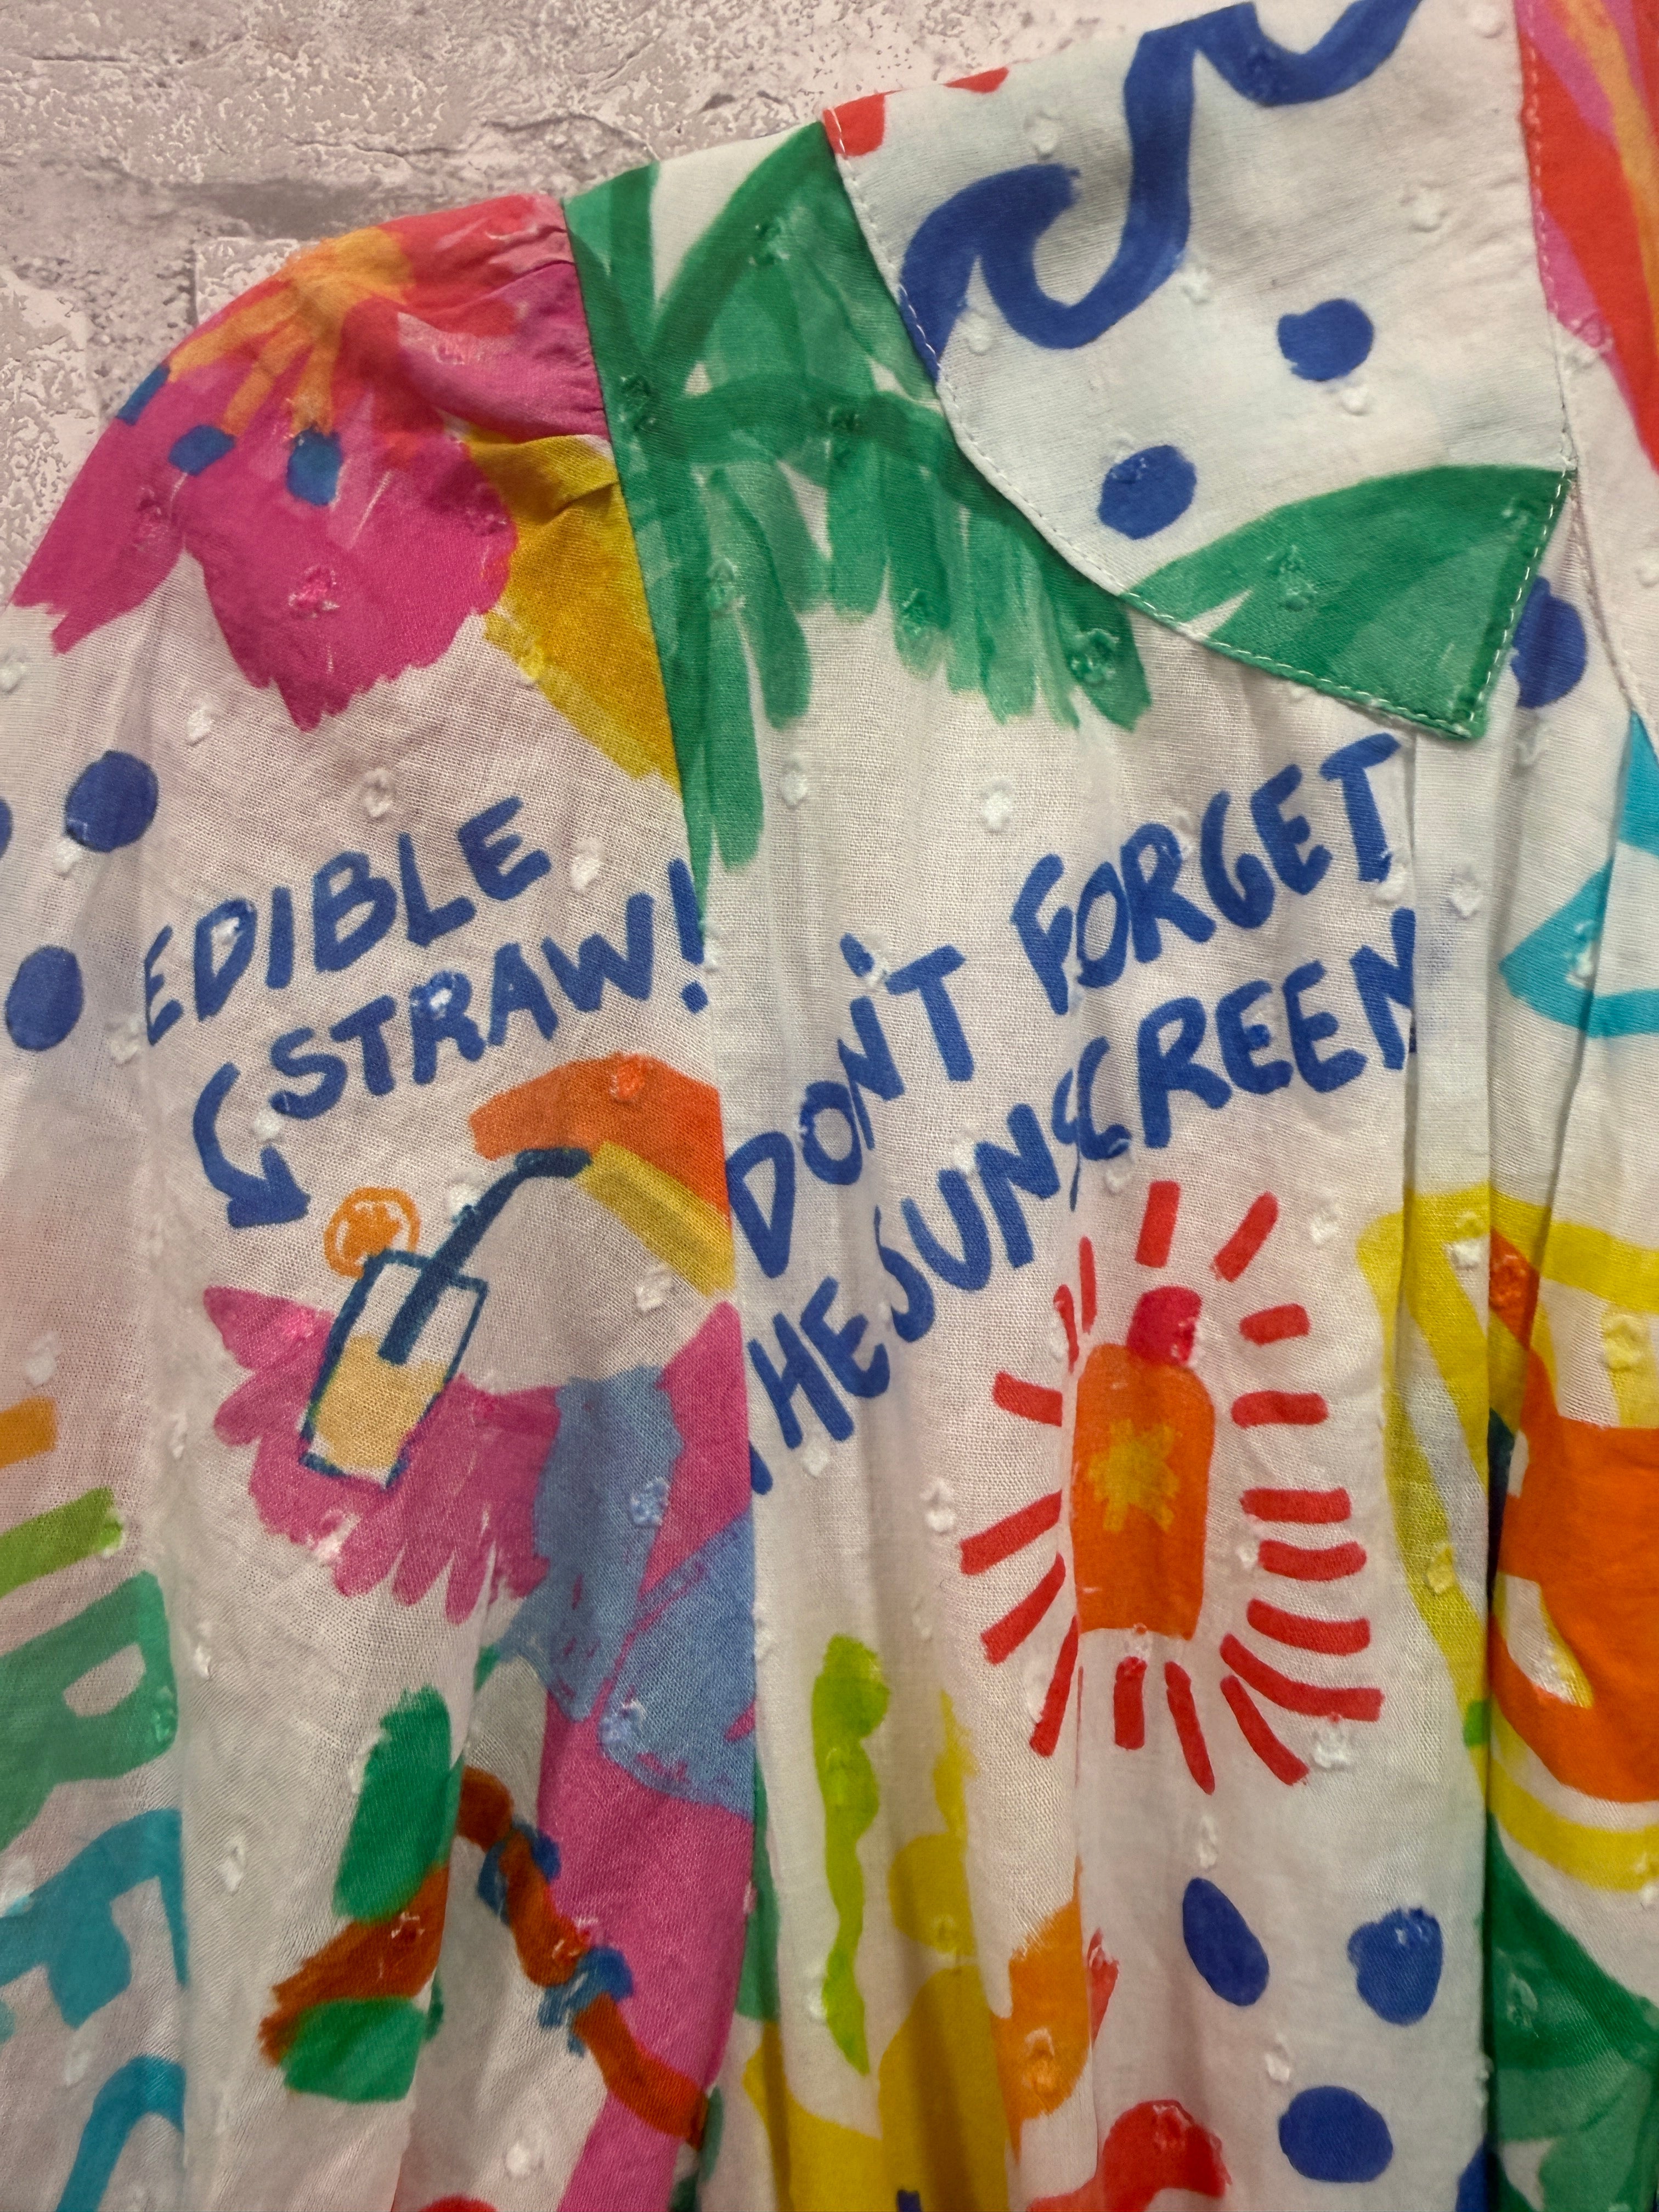 EDIBLE
STRAW!
DON'T FORGET
THE SUNSCREEN